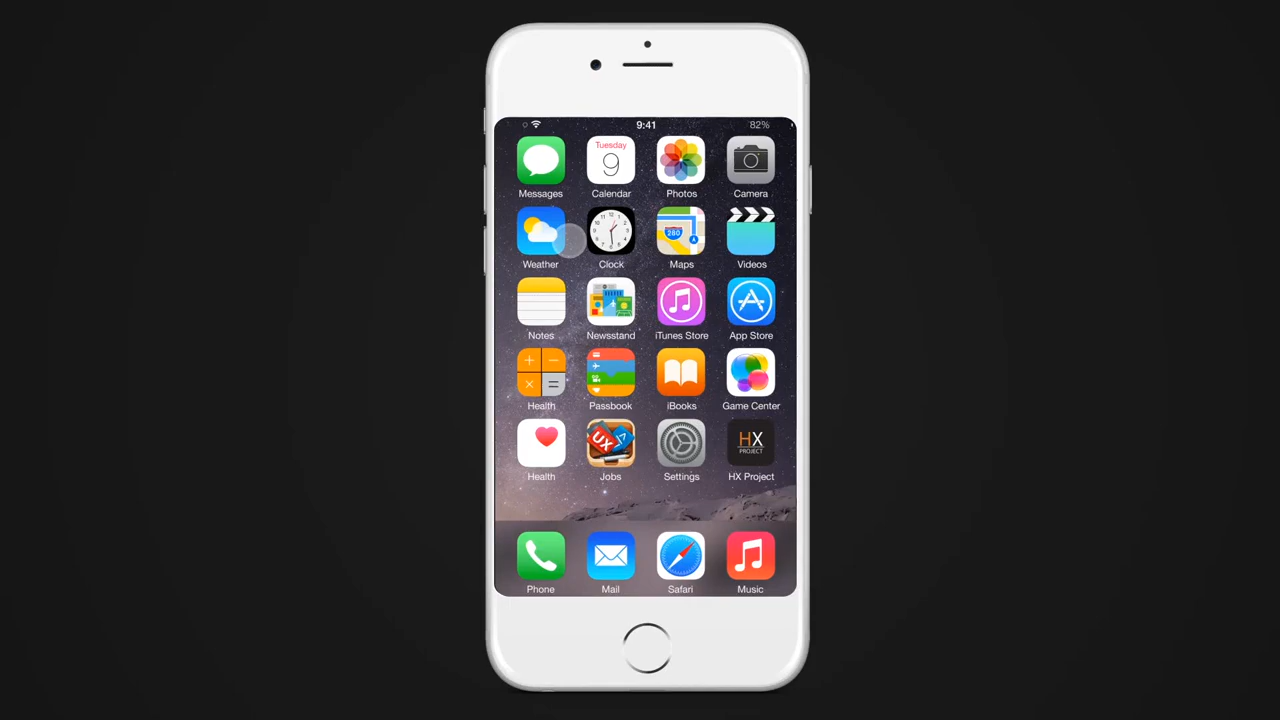 9:41 82%
Tuesday
9
Messages Calendar Photos Camera
12
280
Weather Clock Maps Videos
Notes Newsstand iTunes Store App Store
Health Passbook iBooks Game Center
UX
HX
PROJECT
Health Jobs Settings HX Project
Phone Mail Safari Music